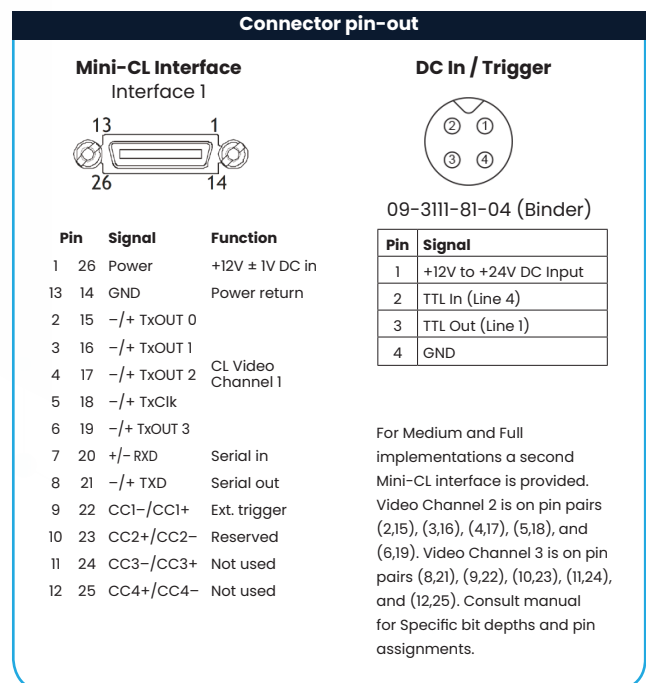 Connector pin-out
Mini-CL Interface
Interface 1
13 1
26 14
Pin Signal Function
1 26 Power +12V ± 1V DC in
13 14 GND Power return
2 15 –/+ TxOUT 0
3 16 –/+ TxOUT 1
4 17 –/+ TxOUT 2 CL Video Channel 1
5 18 –/+ TxClk
6 19 –/+ TxOUT 3
7 20 +/– RXD Serial in
8 21 –/+ TXD Serial out
9 22 CC1–/CC1+ Ext. trigger
10 23 CC2+/CC2– Reserved
11 24 CC3–/CC3+ Not used
12 25 CC4+/CC4– Not used
DC In / Trigger
2 1
3 4
09-3111-81-04 (Binder)
Pin Signal
1 +12V to +24V DC Input
2 TTL In (Line 4)
3 TTL Out (Line 1)
4 GND
For Medium and Full
implementations a second
Mini-CL interface is provided.
Video Channel 2 is on pin pairs
(2,15), (3,16), (4,17), (5,18), and
(6,19). Video Channel 3 is on pin
pairs (8,21), (9,22), (10,23), (11,24),
and (12,25). Consult manual
for Specific bit depths and pin
assignments.